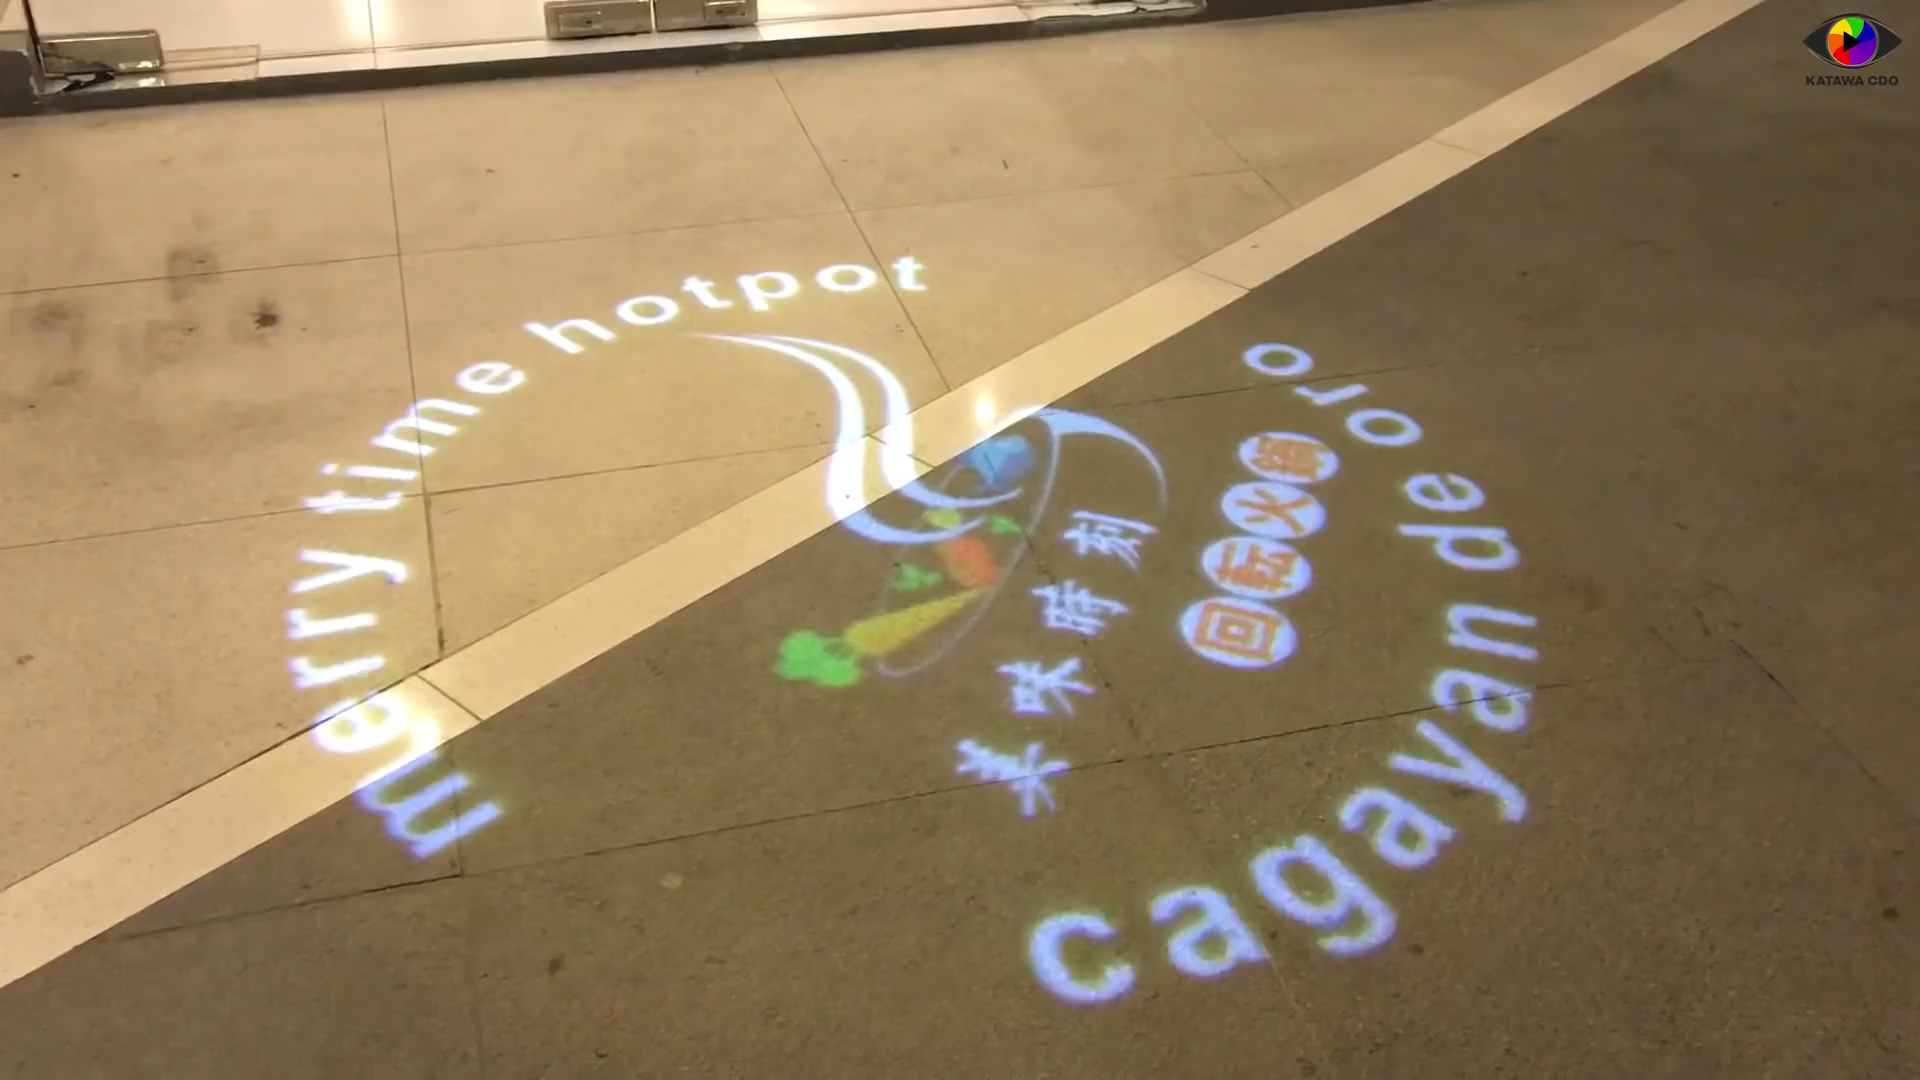 merry time hotpot
美味時刻
回転火鍋
cagayan de oro
KATAWA CDO